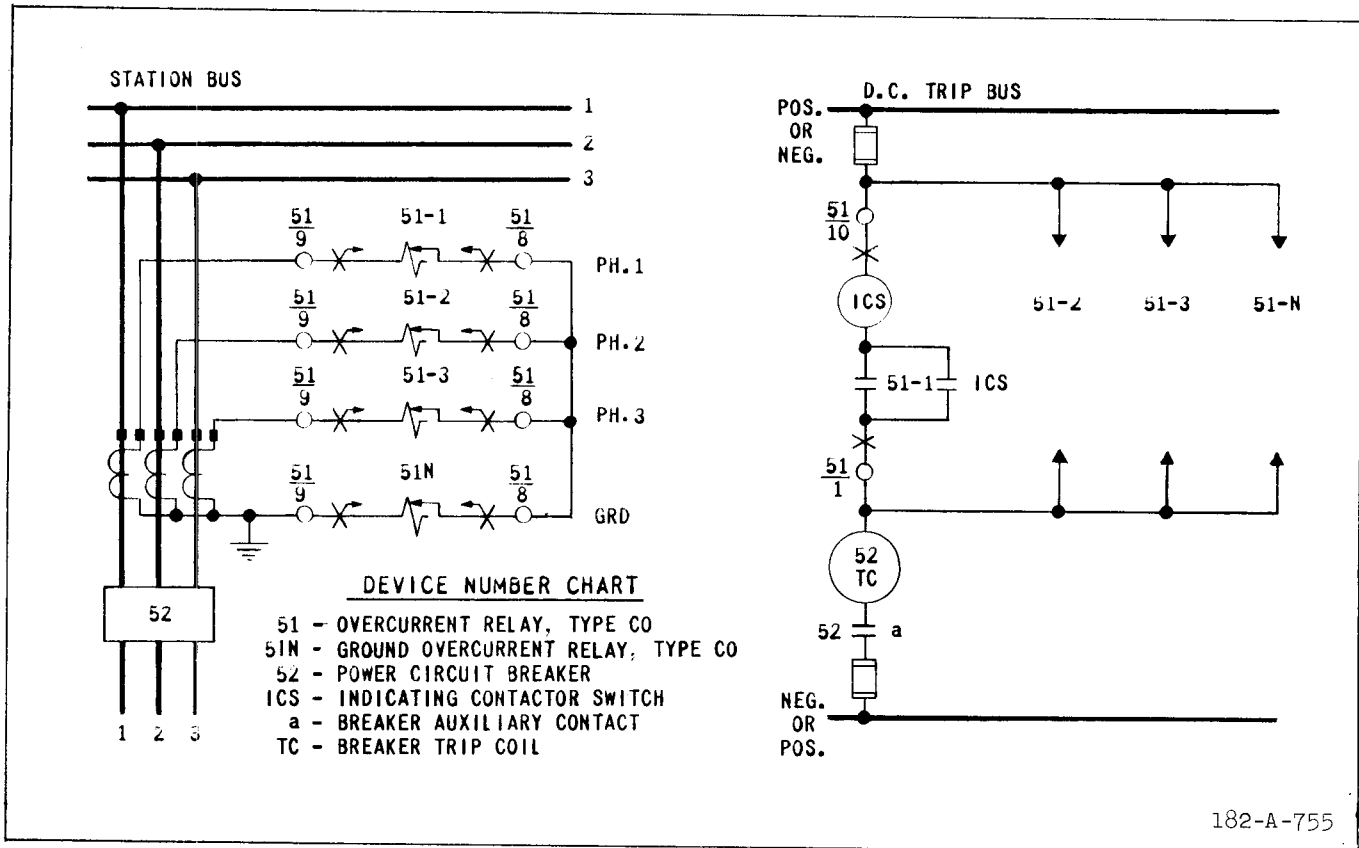 STATION BUS
1
2
3
51
9
51-1
51
8
PH.1
51
9
51-2
51
8
PH.2
51
9
51-3
51
8
PH.3
51
9
51N
51
8
GRD
52
1 2 3
DEVICE NUMBER CHART
51 - OVERCURRENT RELAY, TYPE CO
51N - GROUND OVERCURRENT RELAY, TYPE CO
52 - POWER CIRCUIT BREAKER
ICS - INDICATING CONTACTOR SWITCH
a - BREAKER AUXILIARY CONTACT
TC - BREAKER TRIP COIL
D.C. TRIP BUS
POS.
OR
NEG.
51
10
ICS
51-2 51-3 51-N
51-1 ICS
51
1
52
TC
52 a
NEG.
OR
POS.
182-A-755